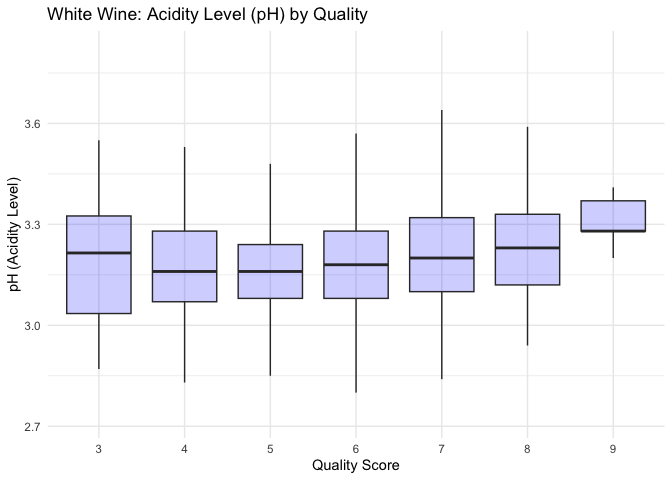 White Wine: Acidity Level (pH) by Quality
pH (Acidity Level)
3.6
3.3
3.0
2.7
3 4 5 6 7 8 9
Quality Score